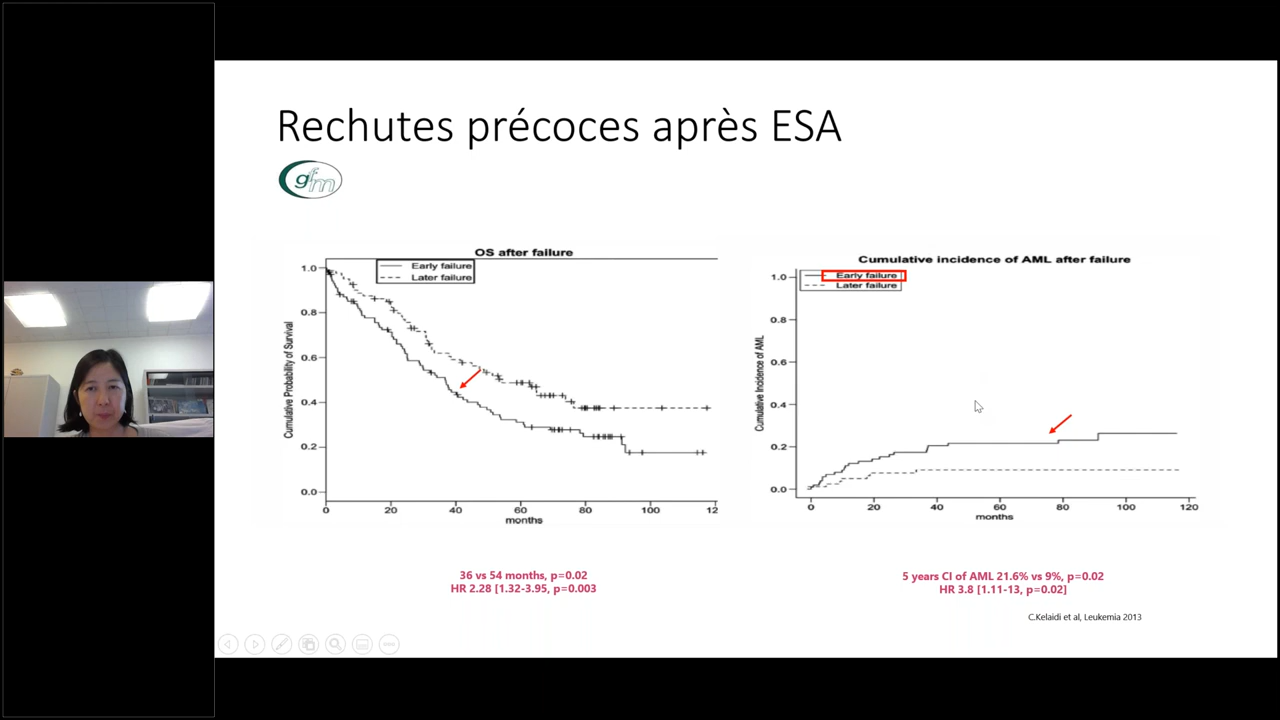 Rechutes précoces après ESA
gfm
OS after failure
Early failure
Later failure
Cumulative Probability of Survival
1.0
0.8
0.6
0.4
0.2
0.0
0 20 40 60 80 100 12
months
36 vs 54 months, p=0.02
HR 2.28 [1.32-3.95, p=0.003
Cumulative incidence of AML after failure
Early failure
Later failure
Cumulative Incidence of AML
1.0
0.8
0.6
0.4
0.2
0.0
0 20 40 60 80 100 120
months
5 years CI of AML 21.6% vs 9%, p=0.02
HR 3.8 [1.11-13, p=0.02]
C.Kelaidi et al, Leukemia 2013